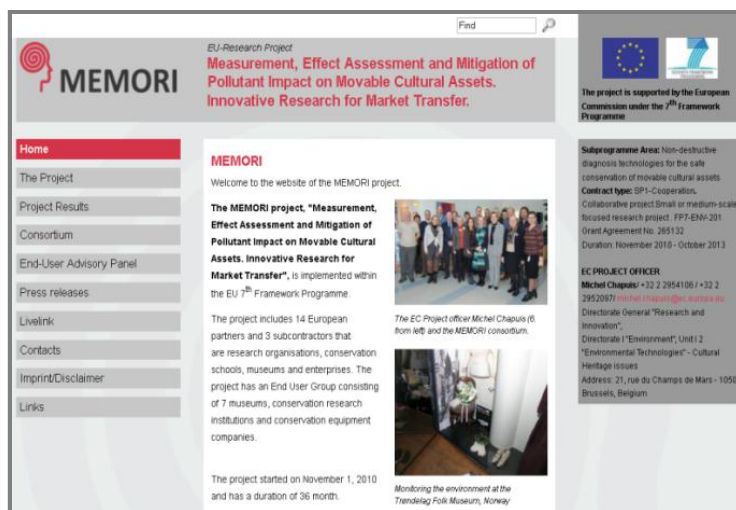 Find
MEMORI
EU-Research Project
Measurement, Effect Assessment and Mitigation of
Pollutant Impact on Movable Cultural Assets.
Innovative Research for Market Transfer.
The project is supported by the European
Commission under the 7th Framework
Programme
Home
The Project
Project Results
Consortium
End-User Advisory Panel
Press releases
Livelink
Contacts
Imprint/Disclaimer
Links
MEMORI
Welcome to the website of the MEMORI project.
The MEMORI project, "Measurement,
Effect Assessment and Mitigation of
Pollutant Impact on Movable Cultural
Assets. Innovative Research for
Market Transfer", is implemented within
the EU 7th Framework Programme.
The project includes 14 European
partners and 3 subcontractors that
are research organisations, conservation
schools, museums and enterprises. The
project has an End User Group consisting
of 7 museums, conservation research
institutions and conservation equipment
companies.
The project started on November 1, 2010
and has a duration of 36 month.
The EC Project officer Michel Chapuis (6.
from left) and the MEMORI consortium.
Monitoring the environment at the
Trøndelag Folk Museum, Norway
Subprogramme Area: Non-destructive
diagnosis technologies for the safe
conservation of movable cultural assets
Contract type: SP1-Cooperation.
Collaborative project.Small or medium-scale
focused research project . FP7-ENV-201
Grant Agreement No. 265132
Duration: November 2010 - October 2013
EC PROJECT OFFICER
Michel Chapuis/ +32 2 2954106 / +32 2
2952097/ michel.chapuis@ec.europa.eu
Directorate General "Research and
Innovation",
Directorate I "Environment", Unit I 2
"Environmental Technologies" - Cultural
Heritage issues
Address: 21, rue du Champs de Mars - 1050
Brussels, Belgium